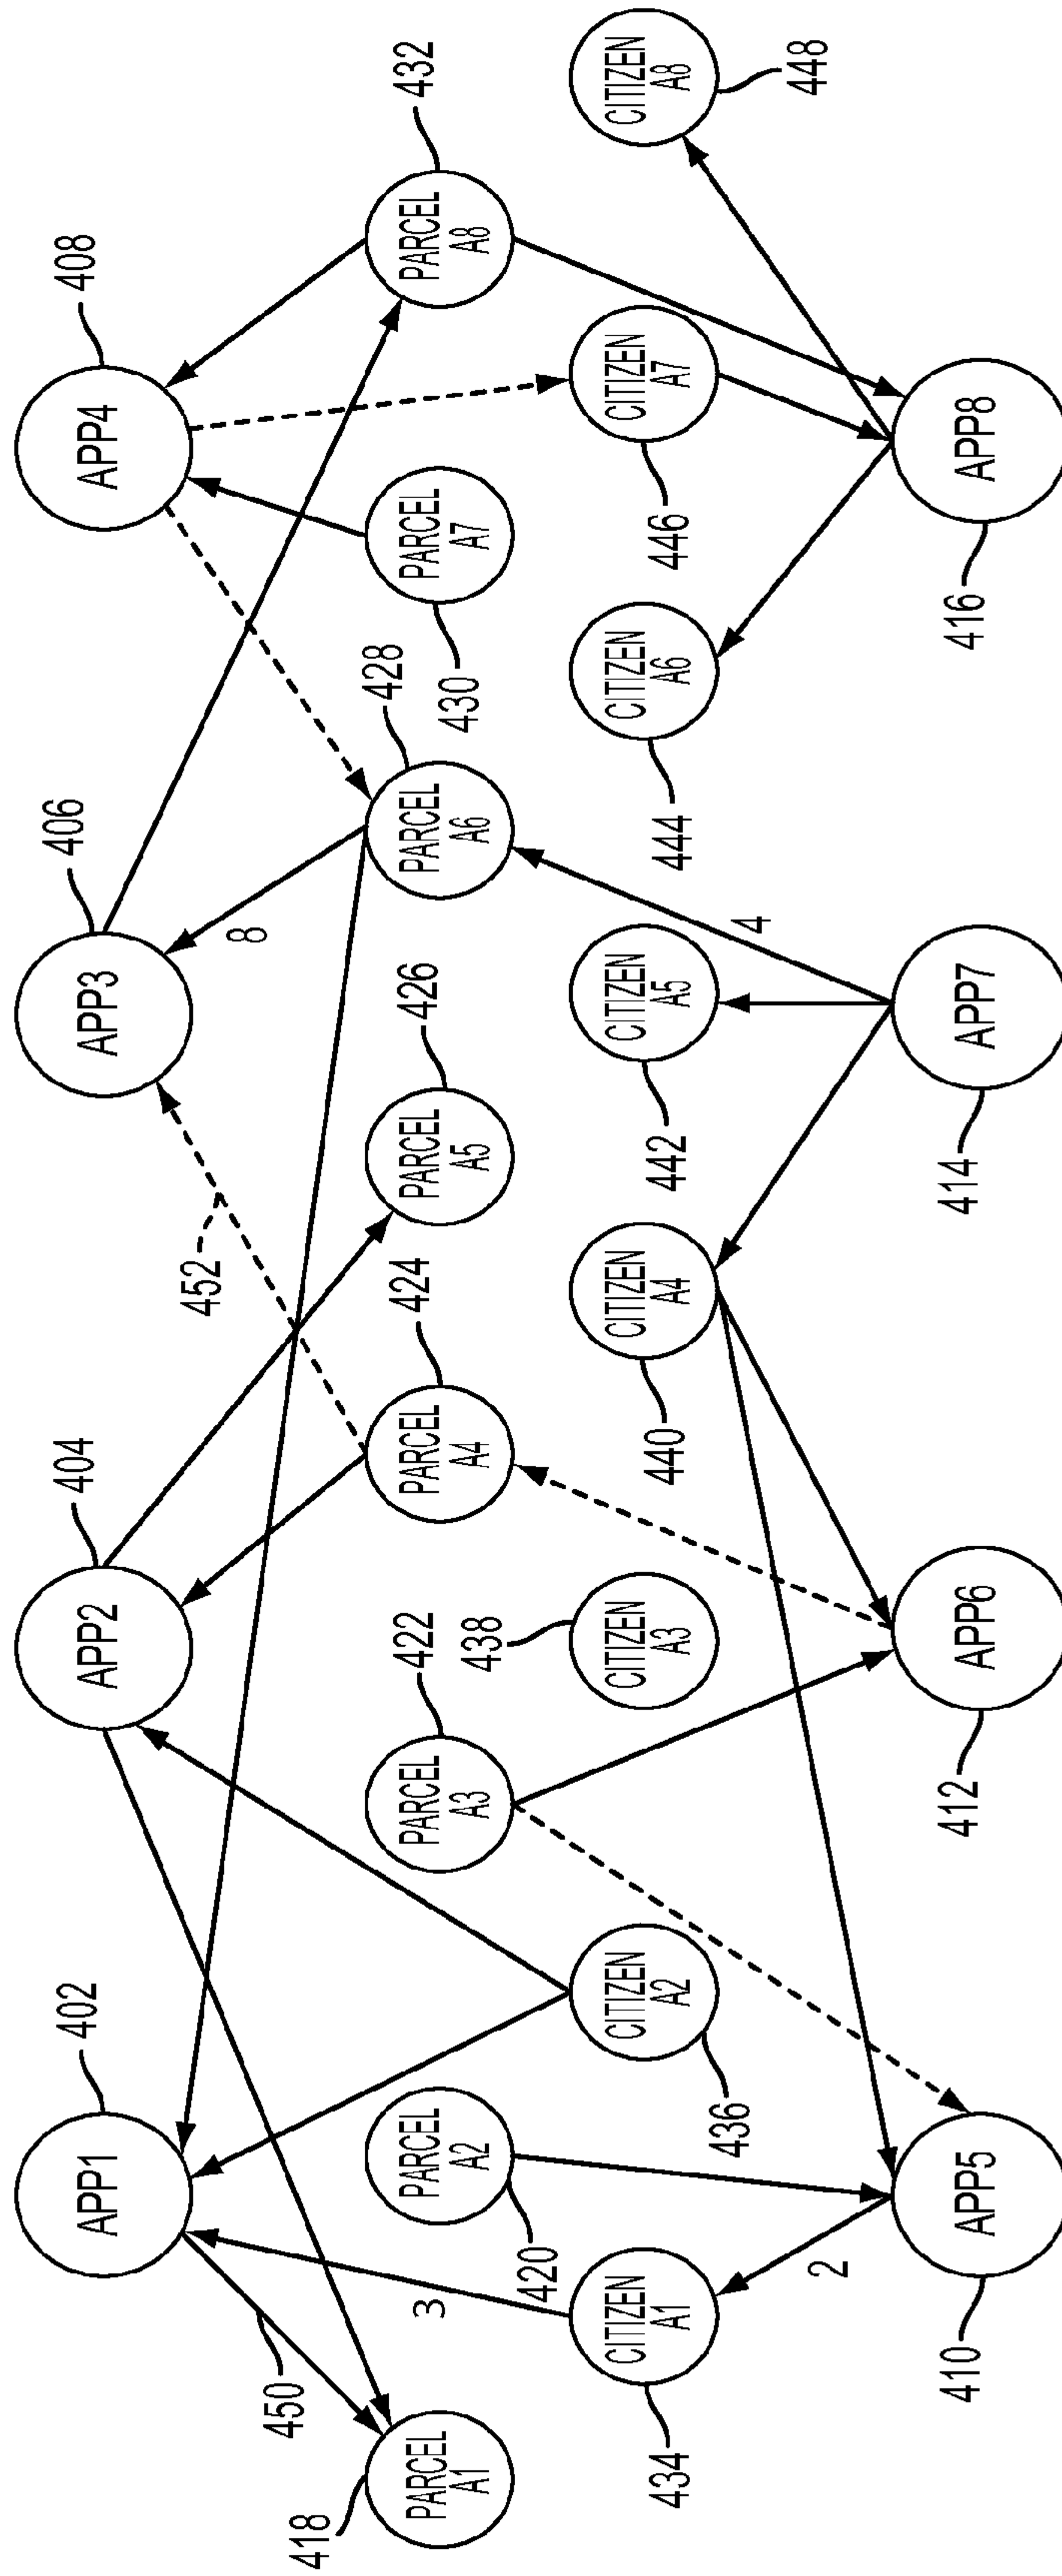 402
404
406
408
APP1
APP2
APP3
APP4
452
450
8
418
422
424
426
428
432
PARCEL
A1
PARCEL
A2
PARCEL
A3
PARCEL
A4
PARCEL
A5
PARCEL
A6
PARCEL
A7
PARCEL
A8
3
420
438
430
CITIZEN
A1
CITIZEN
A2
CITIZEN
A3
CITIZEN
A4
CITIZEN
A5
CITIZEN
A6
CITIZEN
A7
CITIZEN
A8
434
436
440
442
444
446
448
2
4
APP5
APP6
APP7
APP8
410
412
414
416